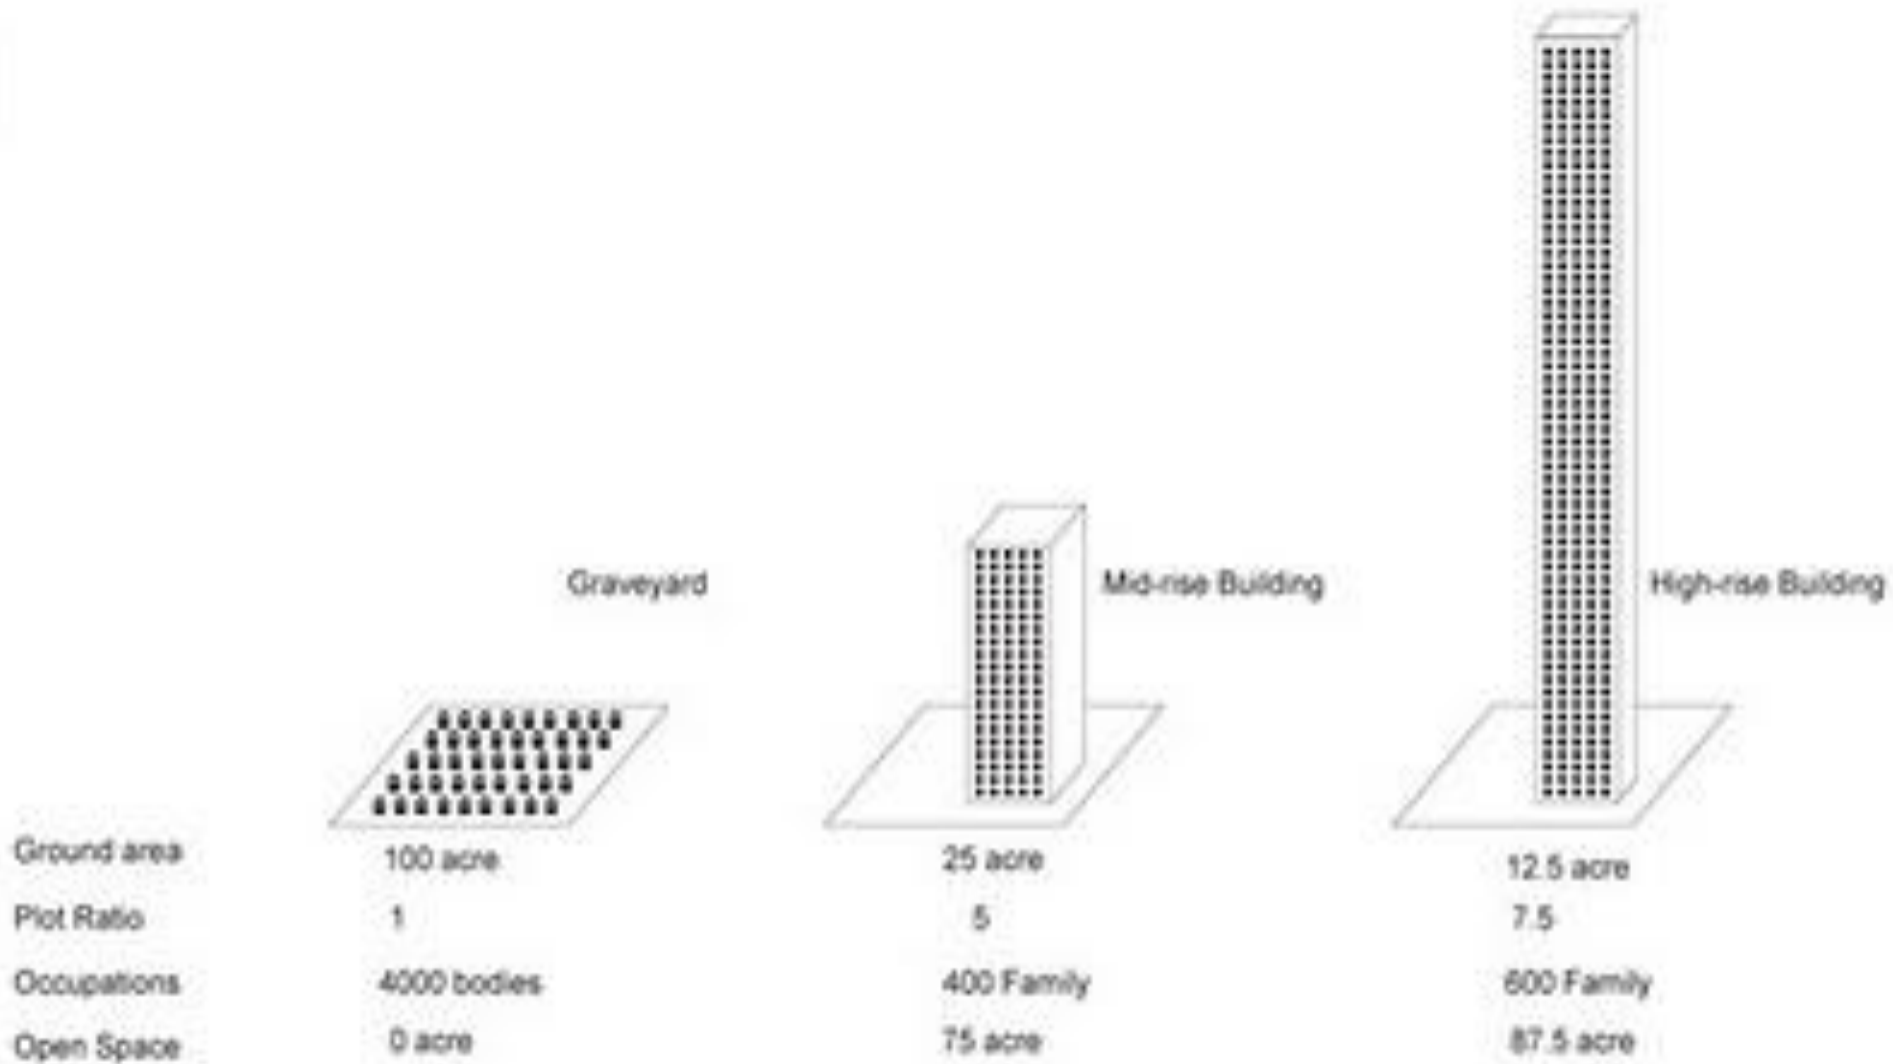 Graveyard Mid-rise Building High-rise Building
Ground area 100 acre 25 acre 12.5 acre
Plot Ratio 1 5 7.5
Occupations 4000 bodies 400 Family 600 Family
Open Space 0 acre 75 acre 87.5 acre